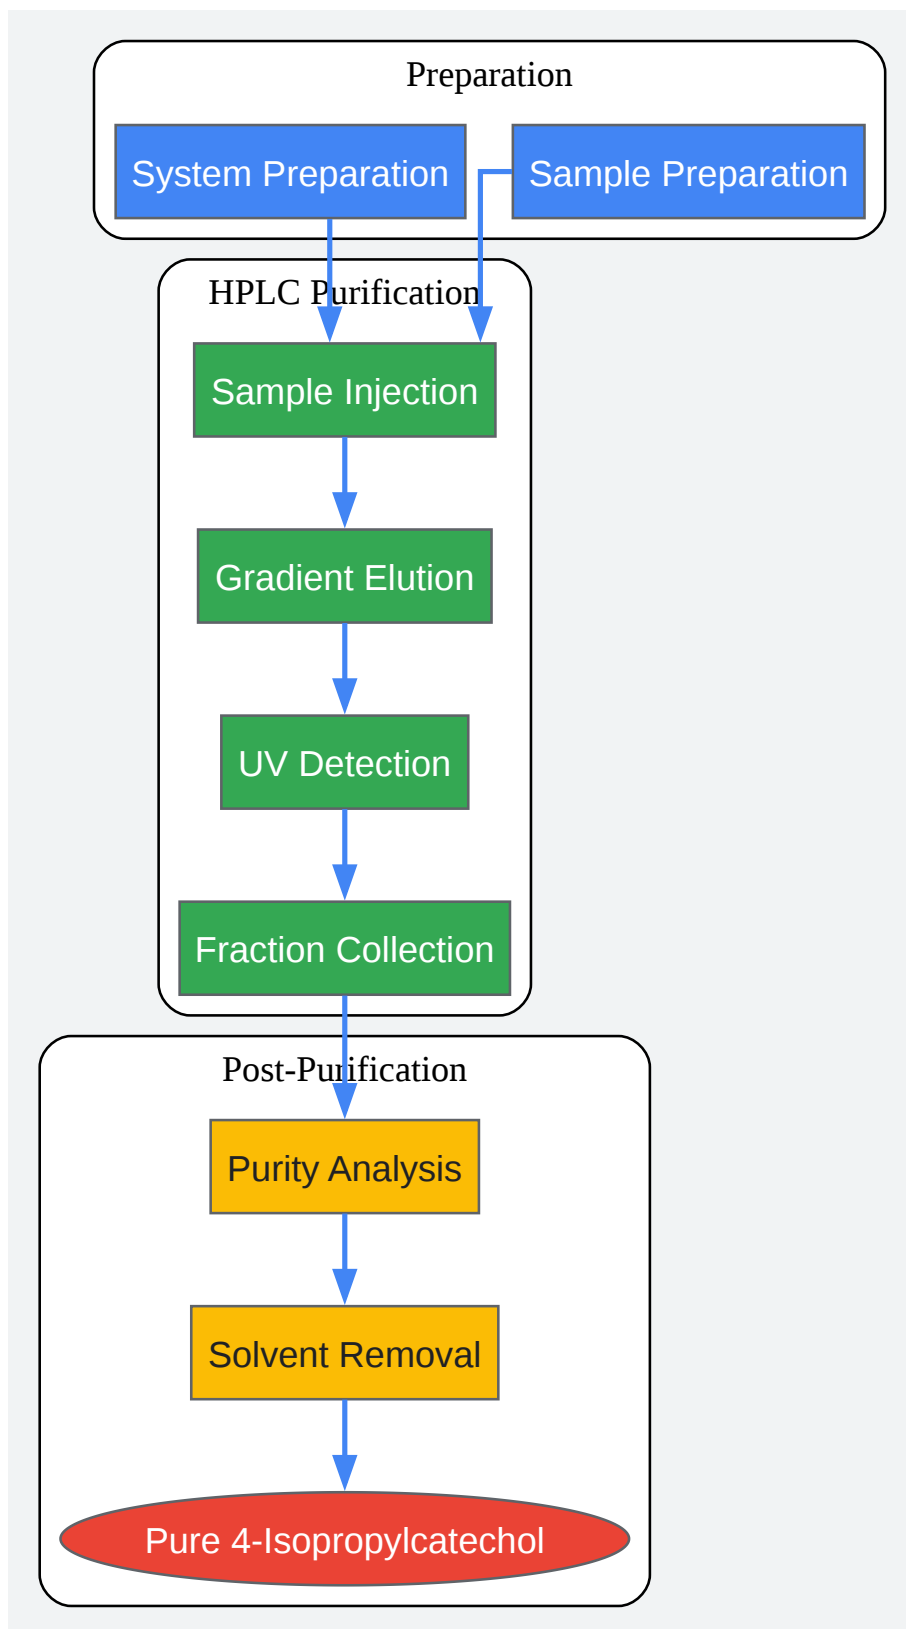 Preparation
System Preparation
Sample Preparation
HPLC Purification
Sample Injection
Gradient Elution
UV Detection
Fraction Collection
Post-Purification
Purity Analysis
Solvent Removal
Pure 4-Isopropylcatechol